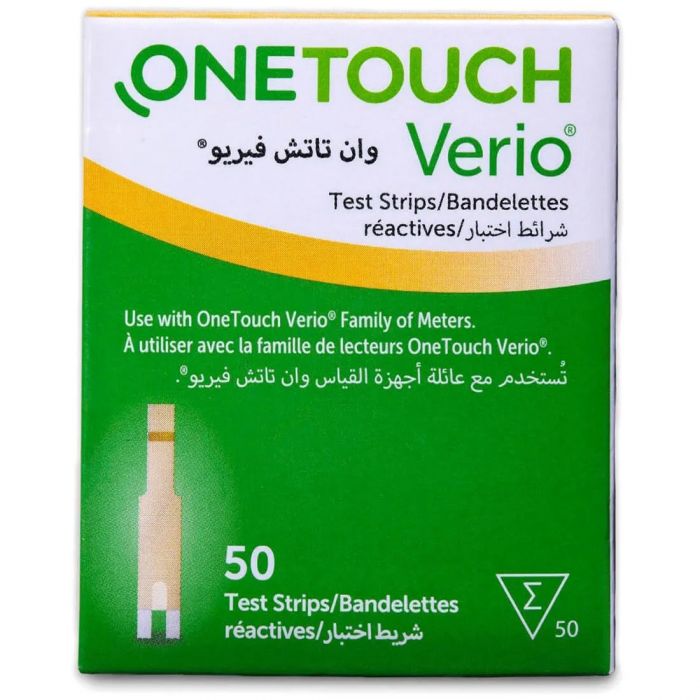 ONETOUCH
وان تاتش فيريو® Verio®
Test Strips/Bandelettes
réactives/شرائط اختبار
Use with OneTouch Verio® Family of Meters.
À utiliser avec la famille de lecteurs OneTouch Verio®.
تُستخدم مع عائلة أجهزة القياس وان تاتش فيريو®.
50
Test Strips/Bandelettes
réactives/شريط اختبار
Σ 50